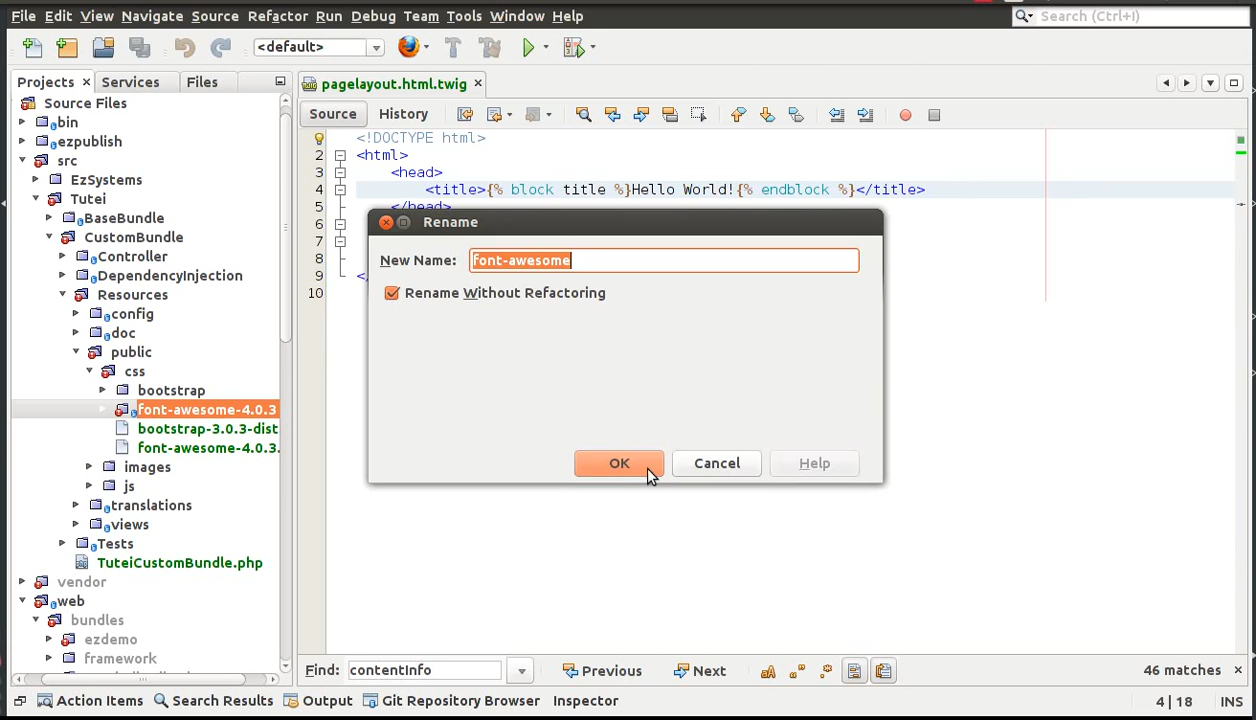 File Edit View Navigate Source Refactor Run Debug Team Tools Window Help
Search (Ctrl+I)
<default>
Projects Services Files
pagelayout.html.twig
Source History
Source Files
bin
ezpublish
src
EzSystems
Tutei
BaseBundle
CustomBundle
Controller
DependencyInjection
Resources
config
doc
public
css
bootstrap
font-awesome-4.0.3
bootstrap-3.0.3-dist
font-awesome-4.0.3.
images
js
translations
views
Tests
TuteiCustomBundle.php
vendor
web
bundles
ezdemo
framework
<!DOCTYPE html>
2 <html>
3 <head>
4 <title>{% block title %}Hello World!{% endblock %}</title>
5 </head>
6
7
8
9 </
10
Rename
New Name: font-awesome
Rename Without Refactoring
OK Cancel Help
Find: contentInfo Previous Next 46 matches
Action Items Search Results Output Git Repository Browser Inspector 4|18 INS